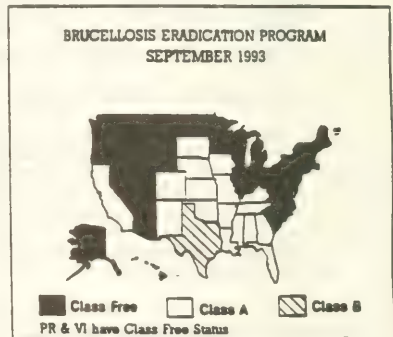 BRUCELLOSIS ERADICATION PROGRAM
SEPTEMBER 1993
Class Free Class A Class B
PR & VI have Class Free Status